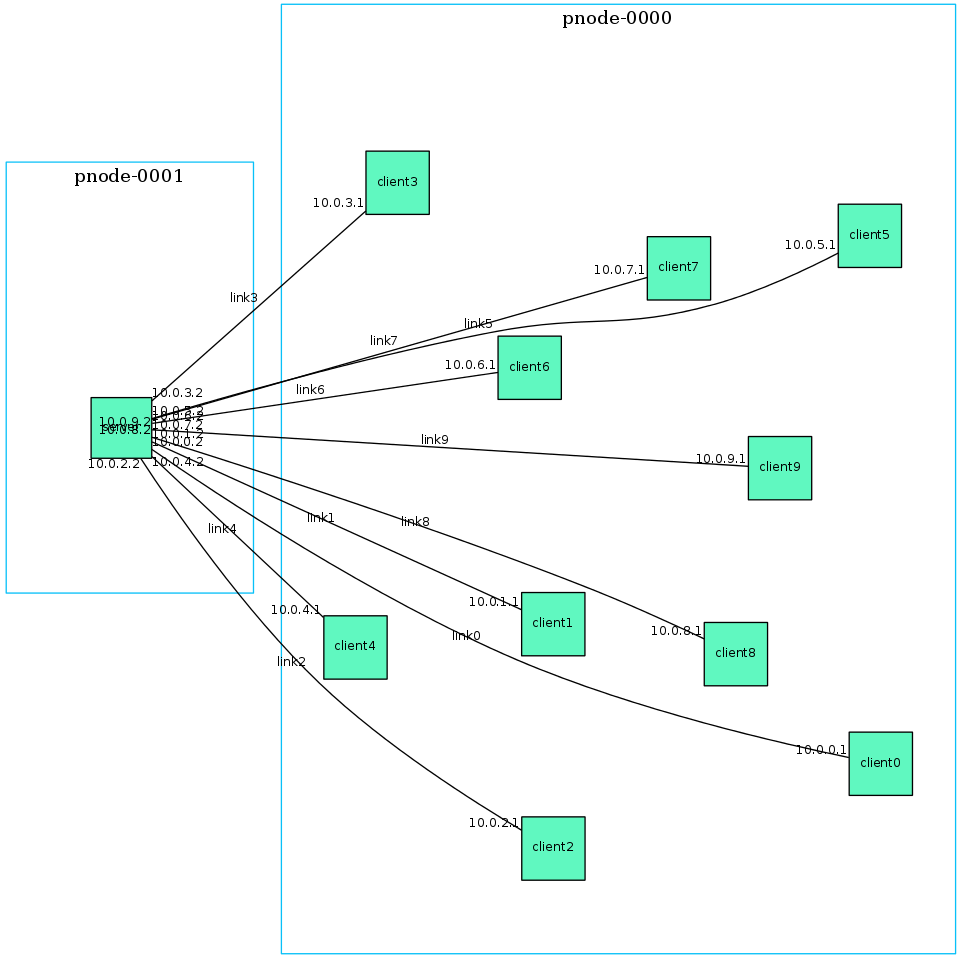 pnode-0000
pnode-0001
client3
10.0.3.1
client5
10.0.5.1
client7
10.0.7.1
link3
link5
link7
client6
10.0.6.1
link6
10.0.3.2
10.0.5.2
10.0.6.2
10.0.9.2
10.0.7.2
server
10.0.8.2
10.0.1.2
10.0.0.2
10.0.2.2
10.0.4.2
link9
10.0.9.1
client9
link1
link8
link4
10.0.1.1
10.0.4.1
client1
10.0.8.1
link0
client4
client8
link2
10.0.0.1
client0
10.0.2.1
client2